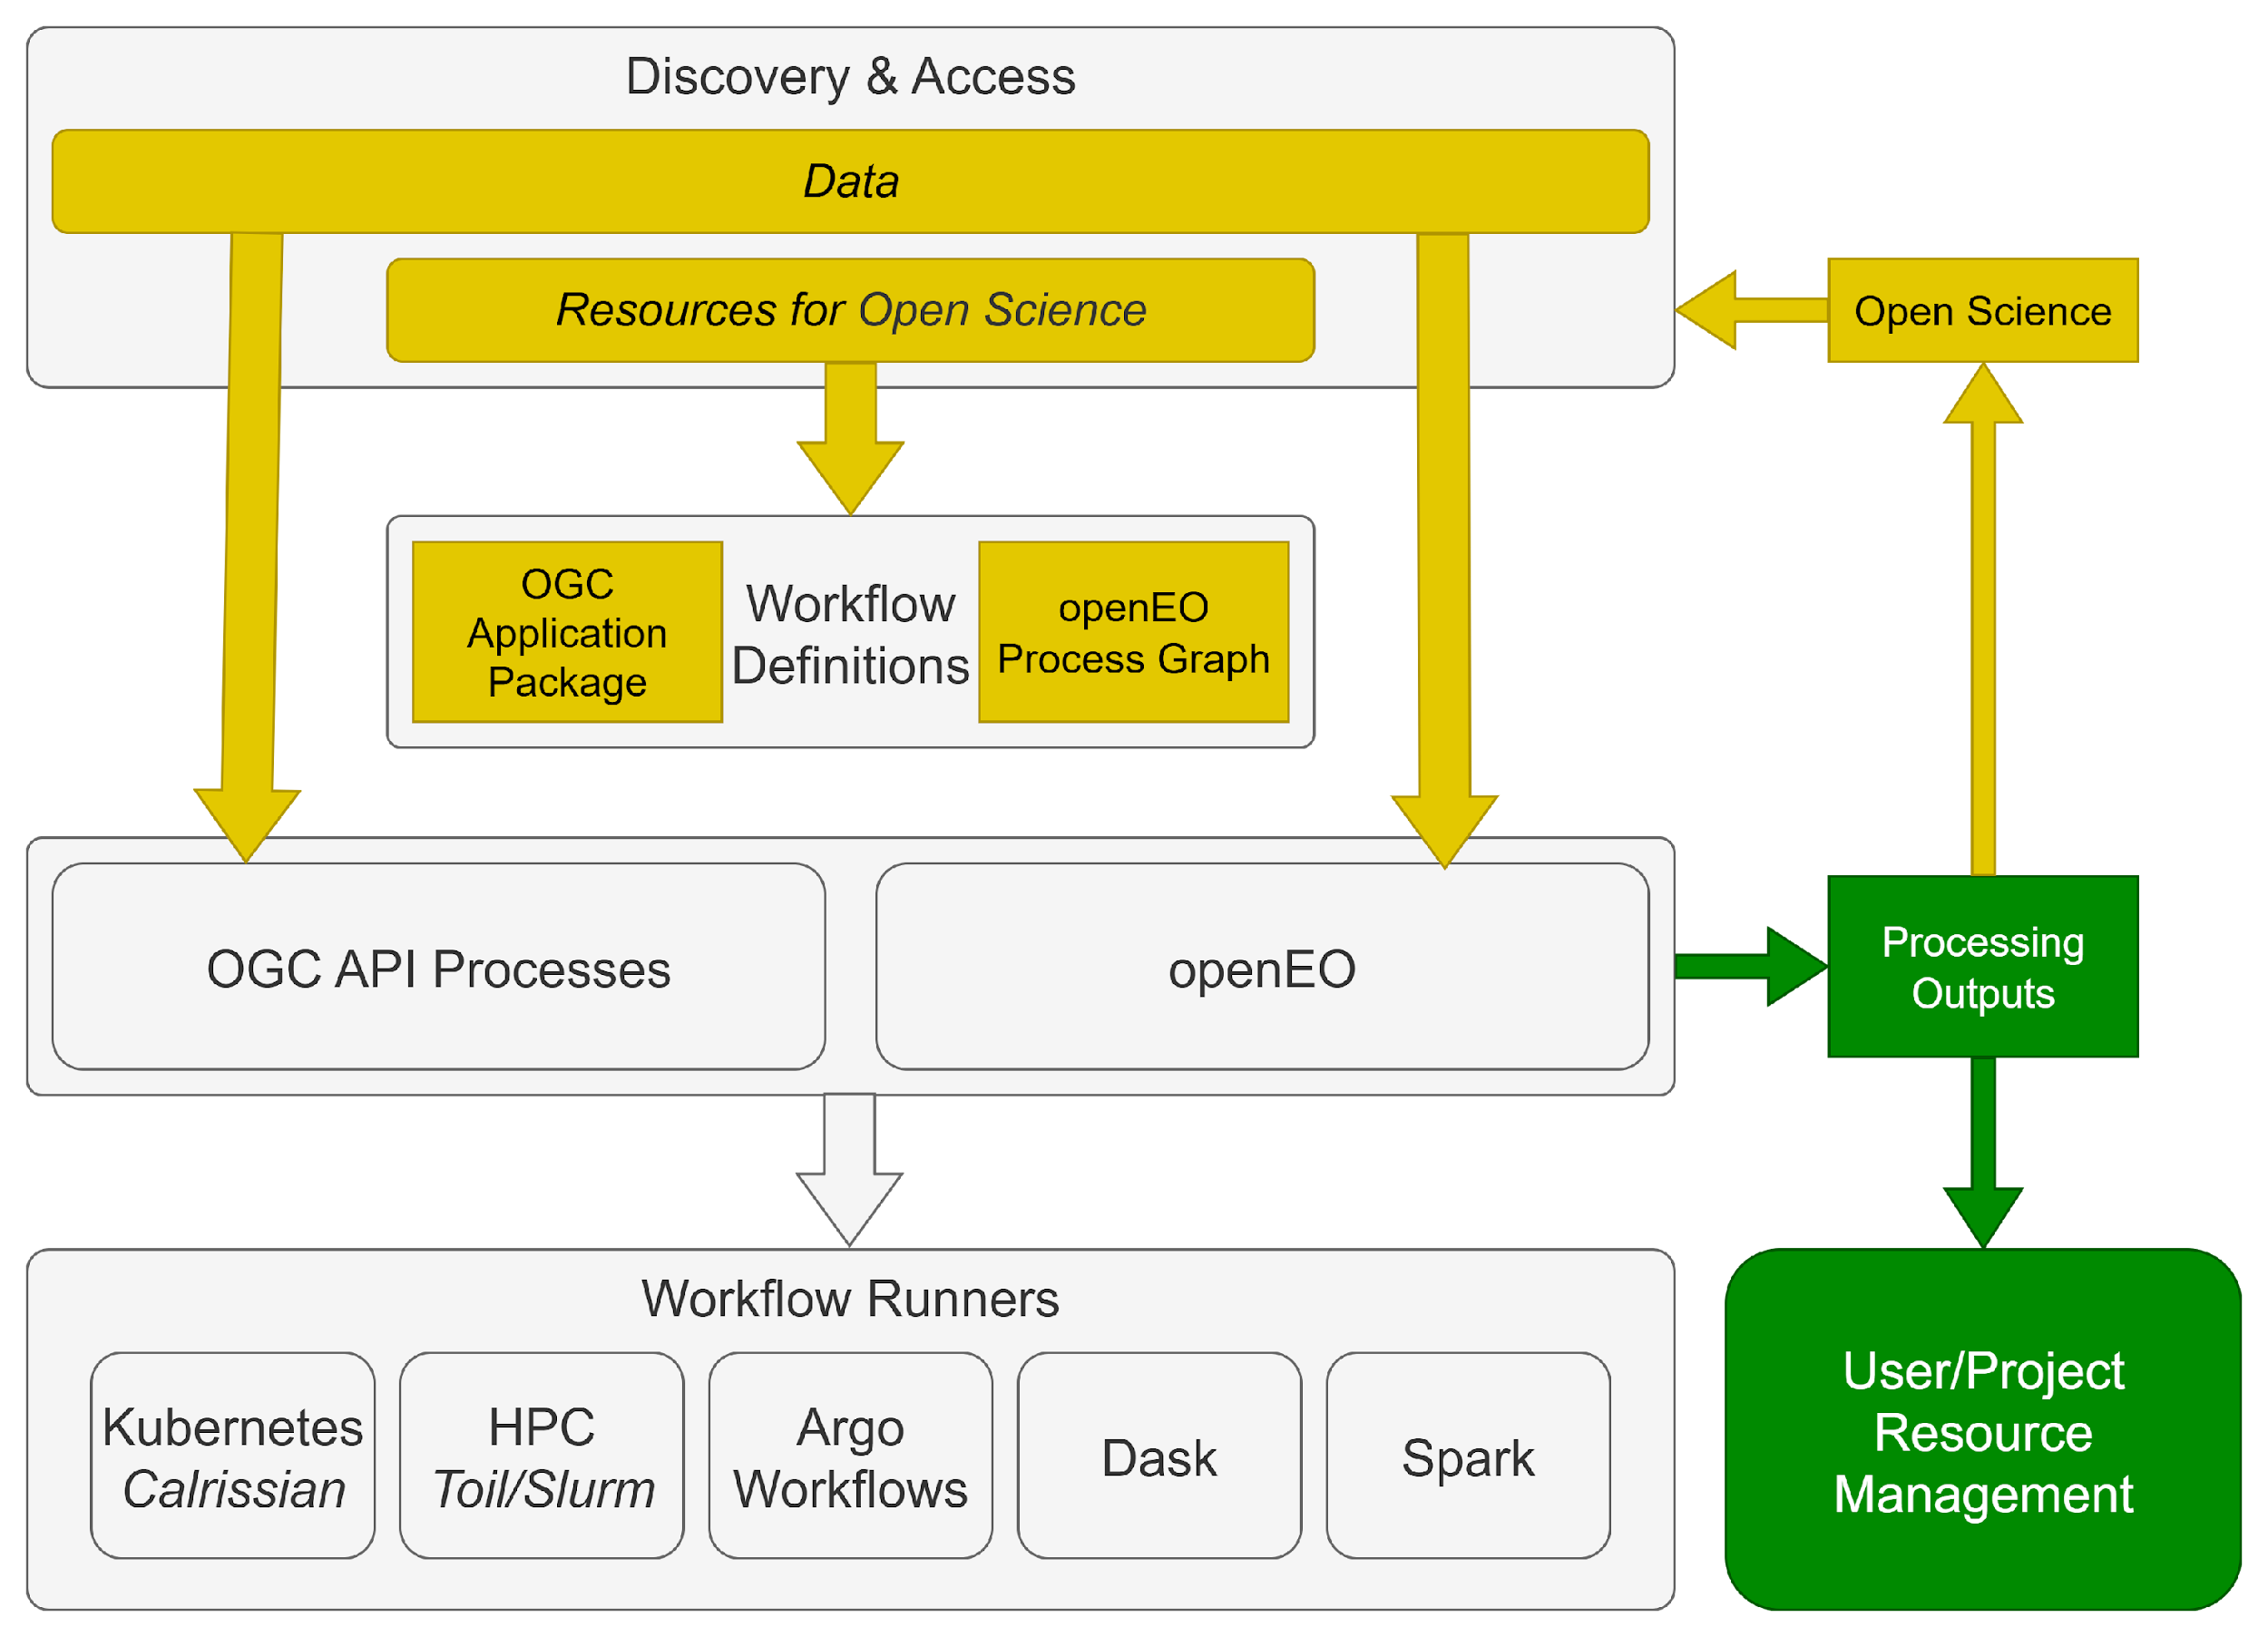 Discovery & Access
Data
Resources for Open Science
Open Science
OGC
Application
Package
Workflow
Definitions
openEO
Process Graph
OGC API Processes
openEO
Processing
Outputs
Workflow Runners
Kubernetes
Calrissian
HPC
Toil/Slurm
Argo
Workflows
Dask
Spark
User/Project
Resource
Management